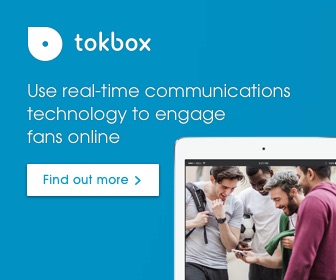 tokbox
Use real-time communications
technology to engage
fans online
Find out more >